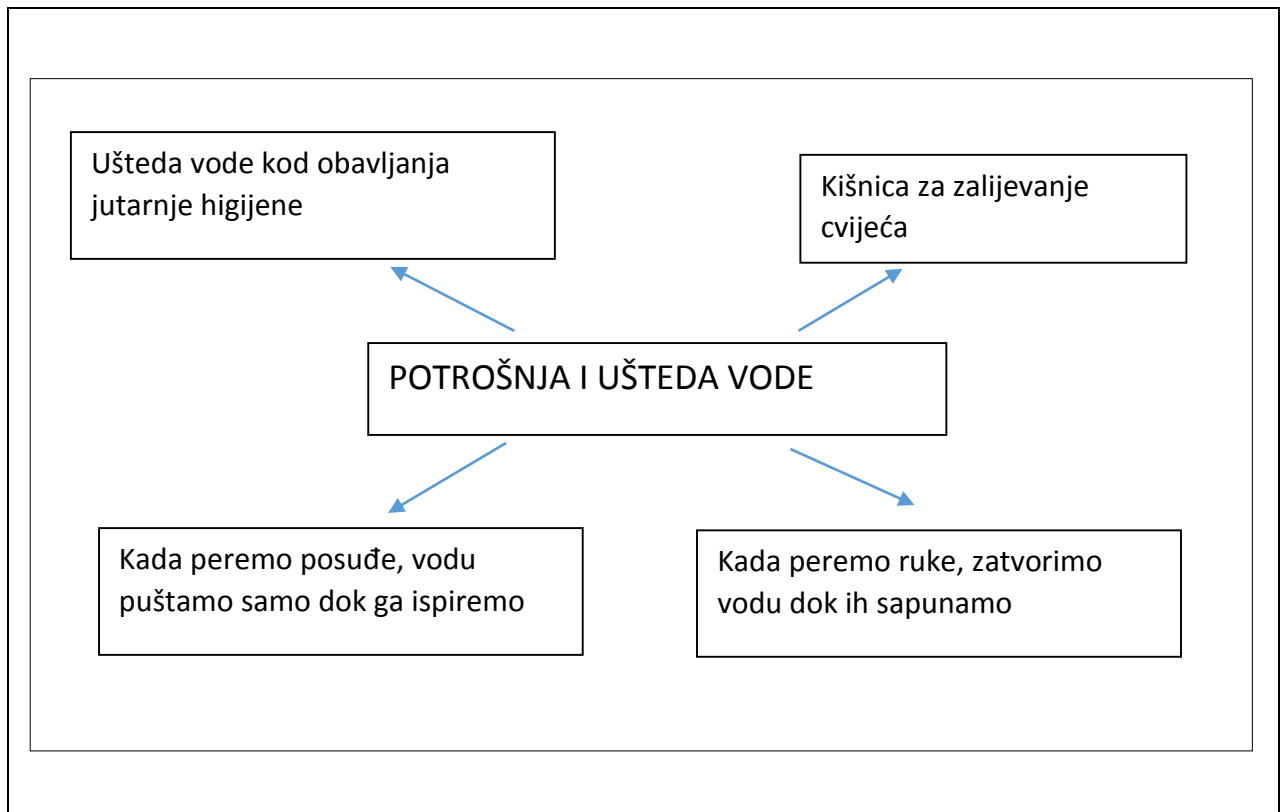 Ušteda vode kod obavljanja
jutarnje higijene
Kišnica za zalijevanje
cvijeća
POTROŠNJA I UŠTEDA VODE
Kada peremo posuđe, vodu
puštamo samo dok ga ispiremo
Kada peremo ruke, zatvorimo
vodu dok ih sapunamo